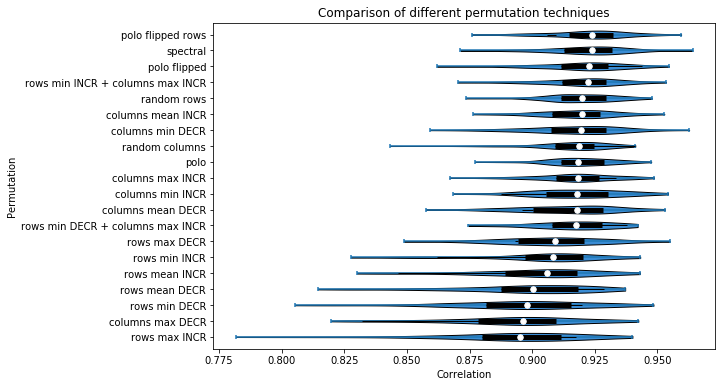 Comparison of different permutation techniques
polo flipped rows
spectral
polo flipped
rows min INCR + columns max INCR
random rows
columns mean INCR
columns min DECR
random columns
polo
columns max INCR
columns min INCR
columns mean DECR
rows min DECR + columns max INCR
rows max DECR
rows min INCR
rows mean INCR
rows mean DECR
rows min DECR
columns max DECR
rows max INCR
Permutation
0.775 0.800 0.825 0.850 0.875 0.900 0.925 0.950
Correlation